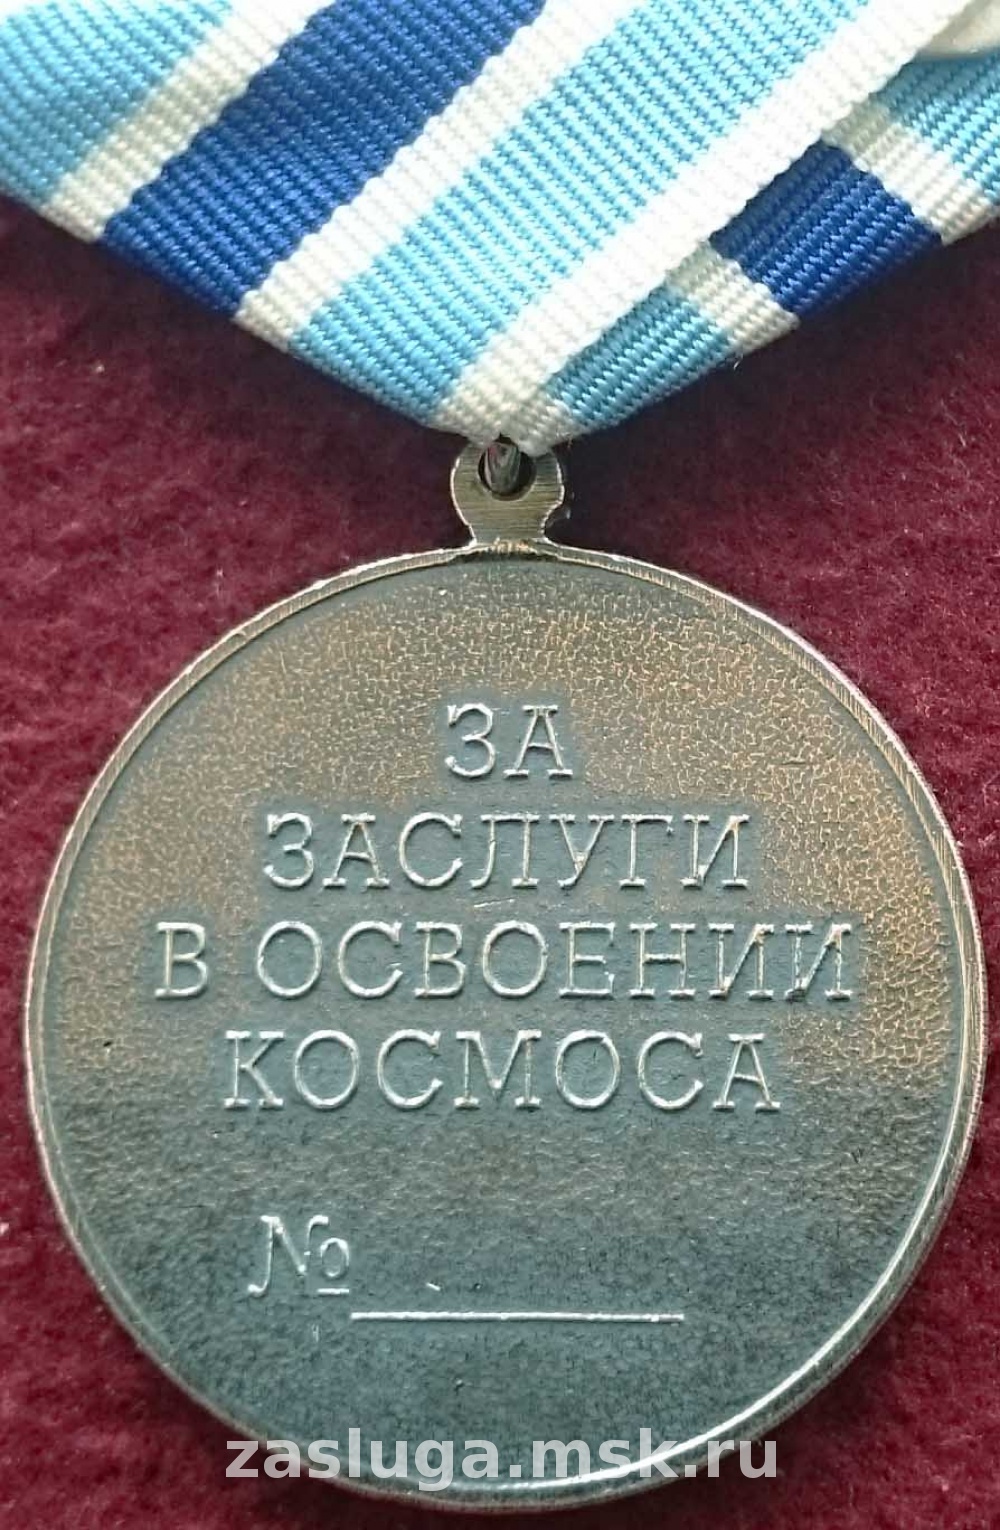 ЗА
ЗАСЛУГИ
В ОСВОЕНИИ
КОСМОСА
№
zasluga.msk.ru